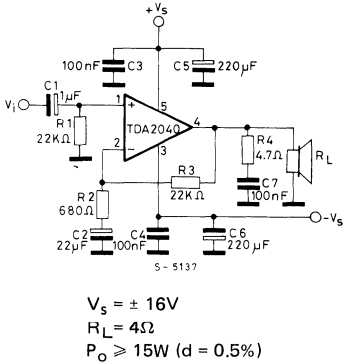 +Vs
100nF
C3
C5
220µF
C1
1µF
Vi
1
+
5
TDA2040
4
R1
22KΩ
2
−
3
R4
4.7Ω
RL
R3
22KΩ
R2
680Ω
C7
100nF
−Vs
C2
22µF
C4
100nF
C6
220µF
S-5137
Vs = ± 16V
RL = 4Ω
Po ⩾ 15W (d = 0.5%)